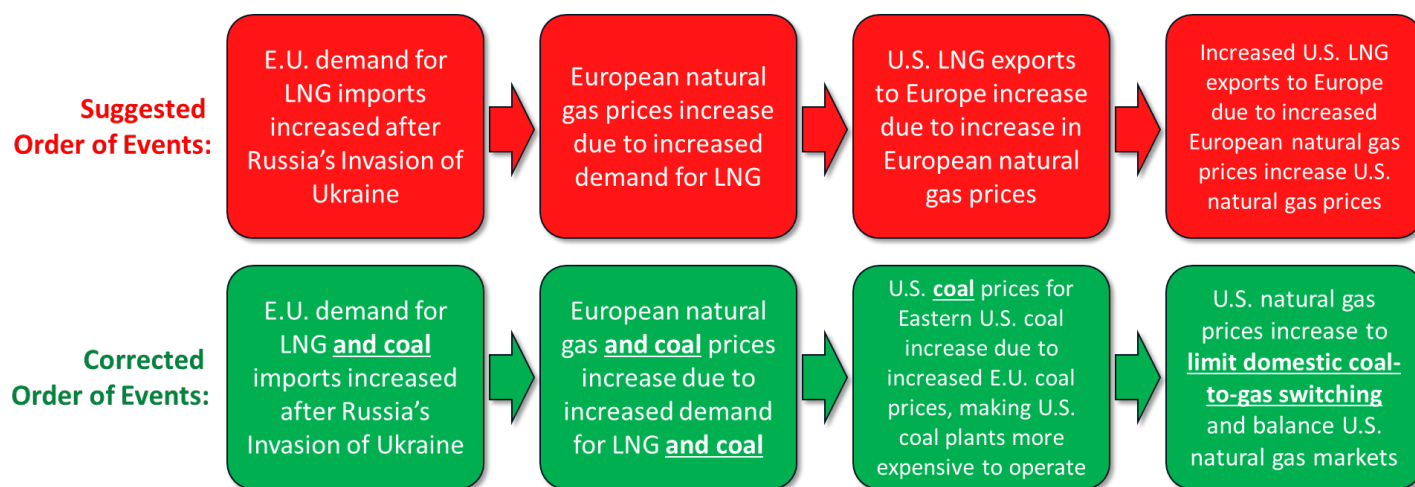 Suggested
Order of Events:
E.U. demand for
LNG imports
increased after
Russia's Invasion of
Ukraine
European natural
gas prices increase
due to increased
demand for LNG
U.S. LNG exports
to Europe increase
due to increase in
European natural
gas prices
Increased U.S. LNG
exports to Europe
due to increased
European natural gas
prices increase U.S.
natural gas prices
Corrected
Order of Events:
E.U. demand for
LNG and coal
imports increased
after Russia's
Invasion of Ukraine
European natural
gas and coal prices
increase due to
increased demand
for LNG and coal
U.S. coal prices for
Eastern U.S. coal
increase due to
increased E.U. coal
prices, making U.S.
coal plants more
expensive to operate
U.S. natural gas
prices increase to
limit domestic coal-
to-gas switching
and balance U.S.
natural gas markets